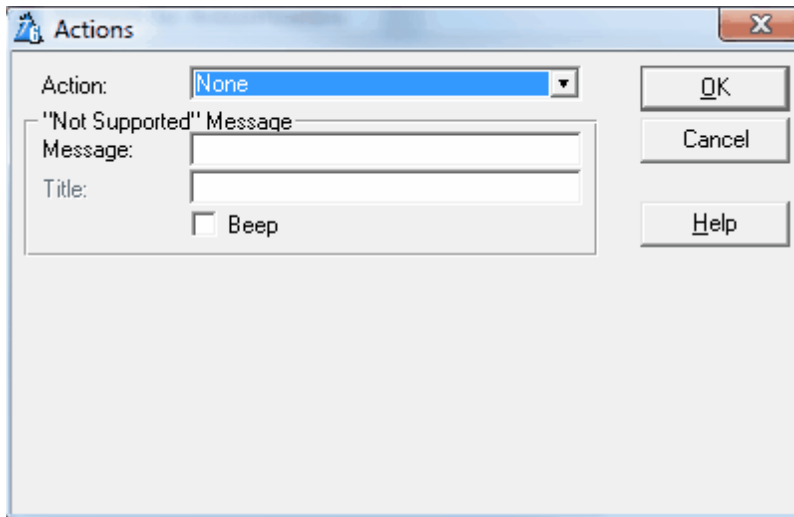 Actions
Action: None
OK
"Not Supported" Message
Message:
Cancel
Title:
Beep
Help